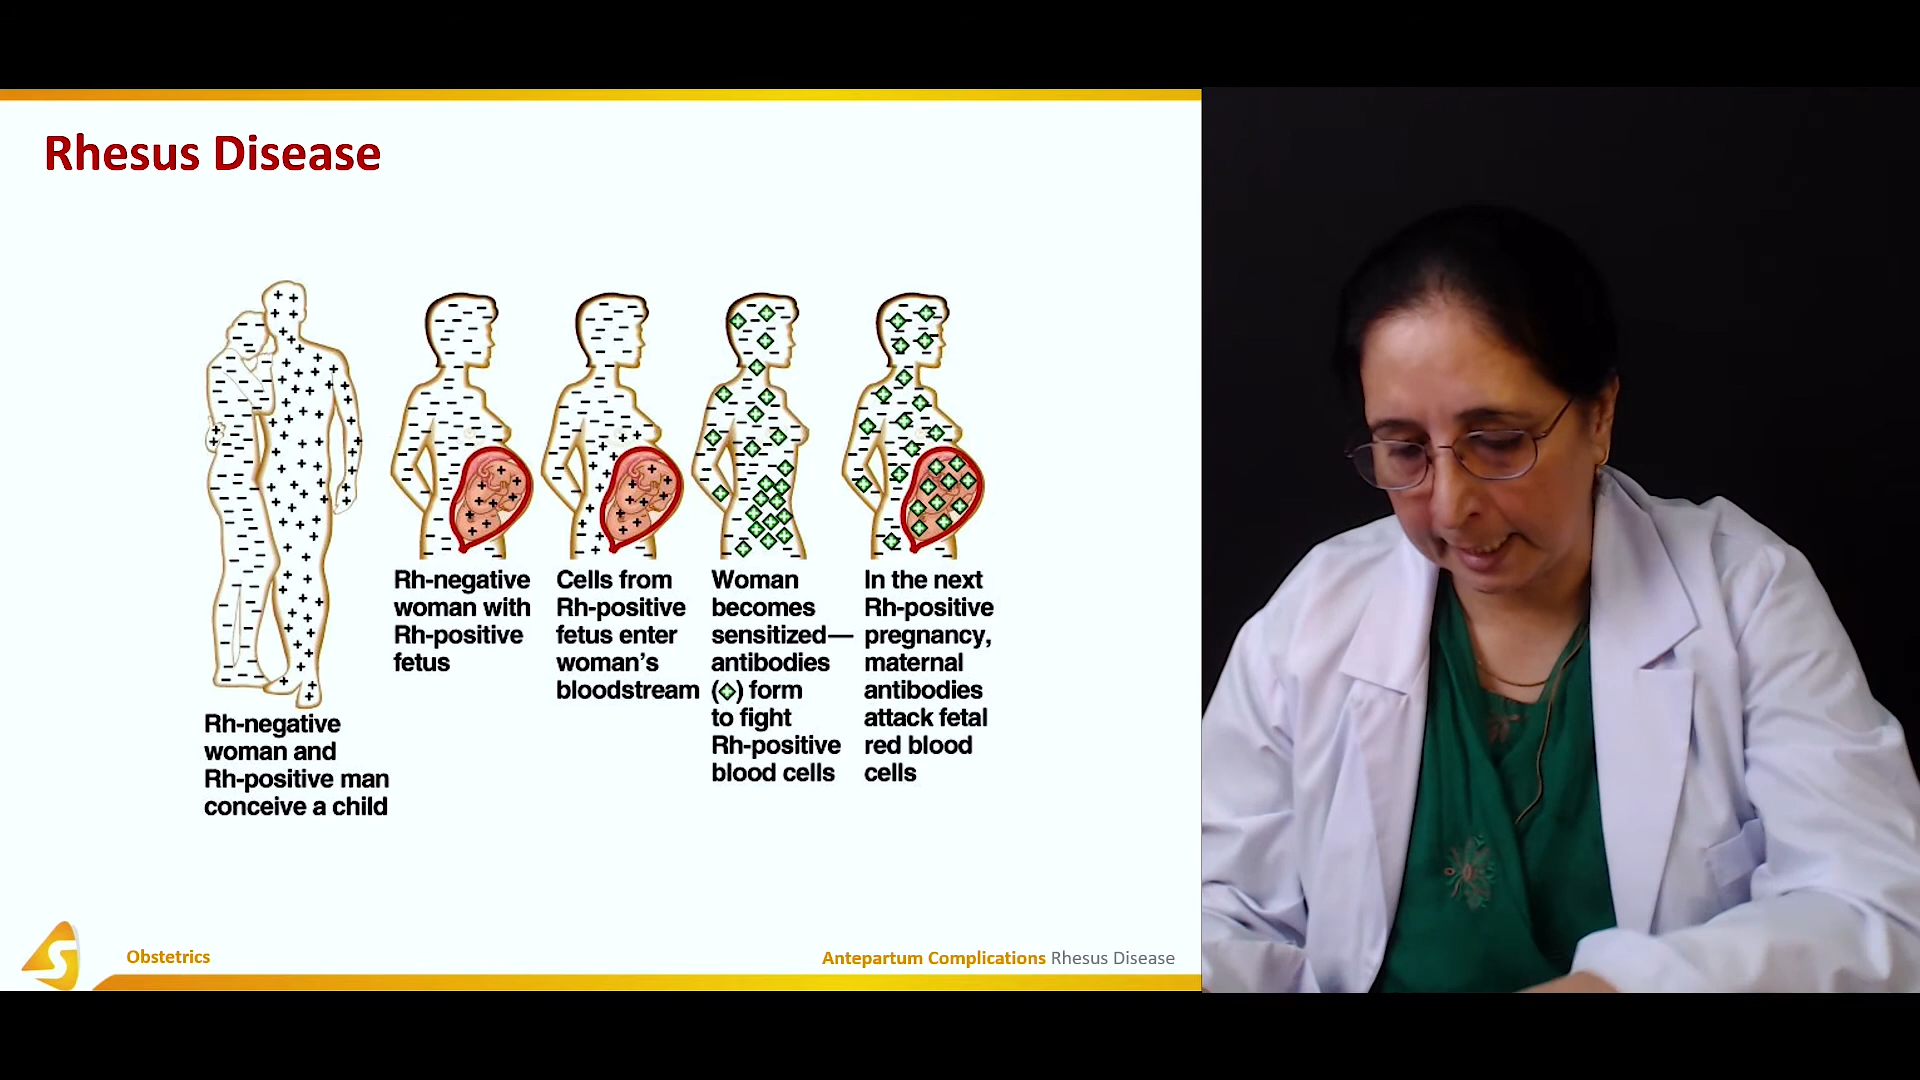 Rhesus Disease
Rh-negative
woman and
Rh-positive man
conceive a child
Rh-negative
woman with
Rh-positive
fetus
Cells from
Rh-positive
fetus enter
woman's
bloodstream
Woman
becomes
sensitized—
antibodies
(+) form
to fight
Rh-positive
blood cells
In the next
Rh-positive
pregnancy,
maternal
antibodies
attack fetal
red blood
cells
S
Obstetrics
Antepartum Complications Rhesus Disease